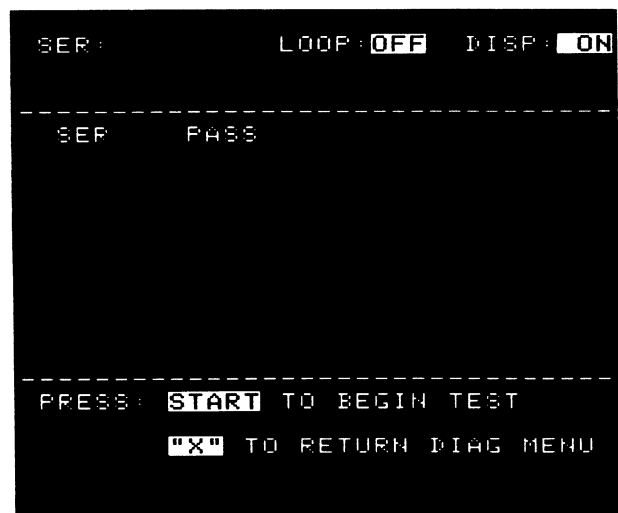 SER: LOOP:OFF DISP: ON
SER PASS
PRESS: START TO BEGIN TEST
"X" TO RETURN DIAG MENU